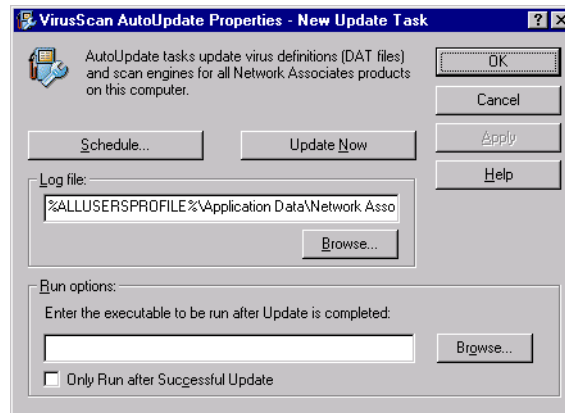 VirusScan AutoUpdate Properties - New Update Task
AutoUpdate tasks update virus definitions (DAT files)
and scan engines for all Network Associates products
on this computer.
OK
Cancel
Apply
Help
Schedule...
Update Now
Log file:
%ALLUSERSPROFILE%\Application Data\Network Asso
Browse...
Run options:
Enter the executable to be run after Update is completed:
Browse...
Only Run after Successful Update